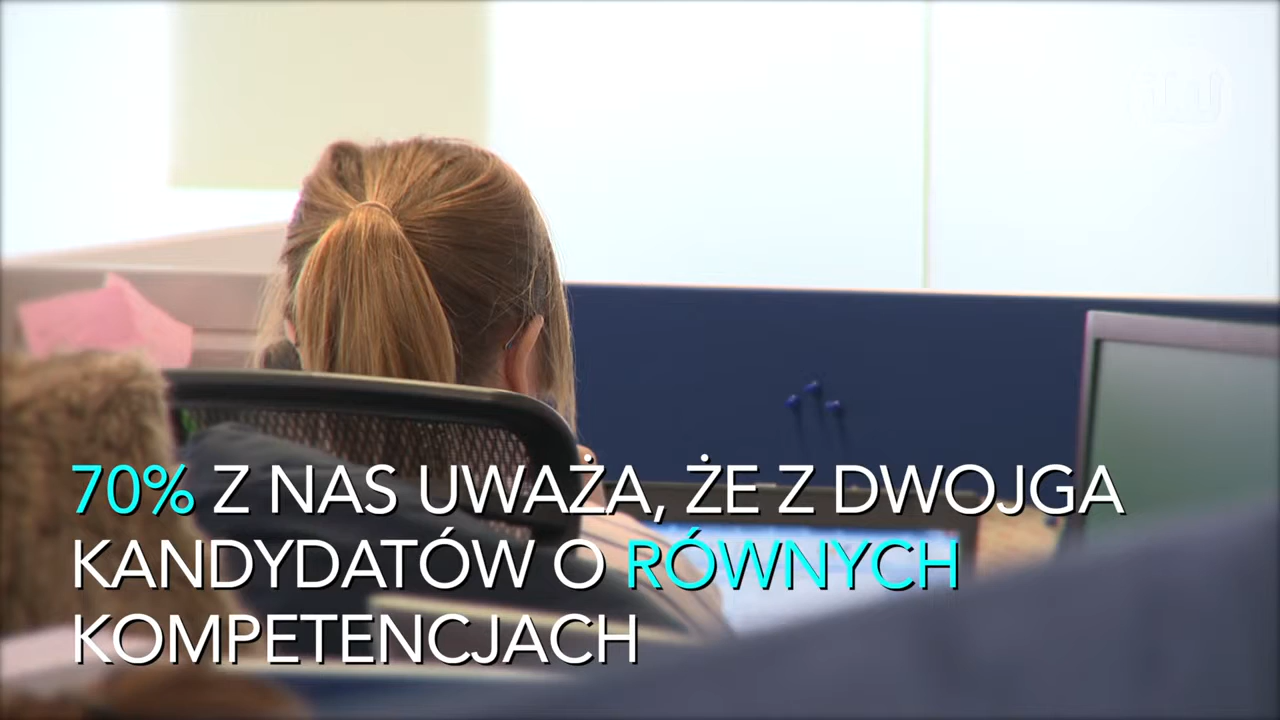 70% Z NAS UWAŻA, ŻE Z DWOJGA
KANDYDATÓW O RÓWNYCH
KOMPETENCJACH